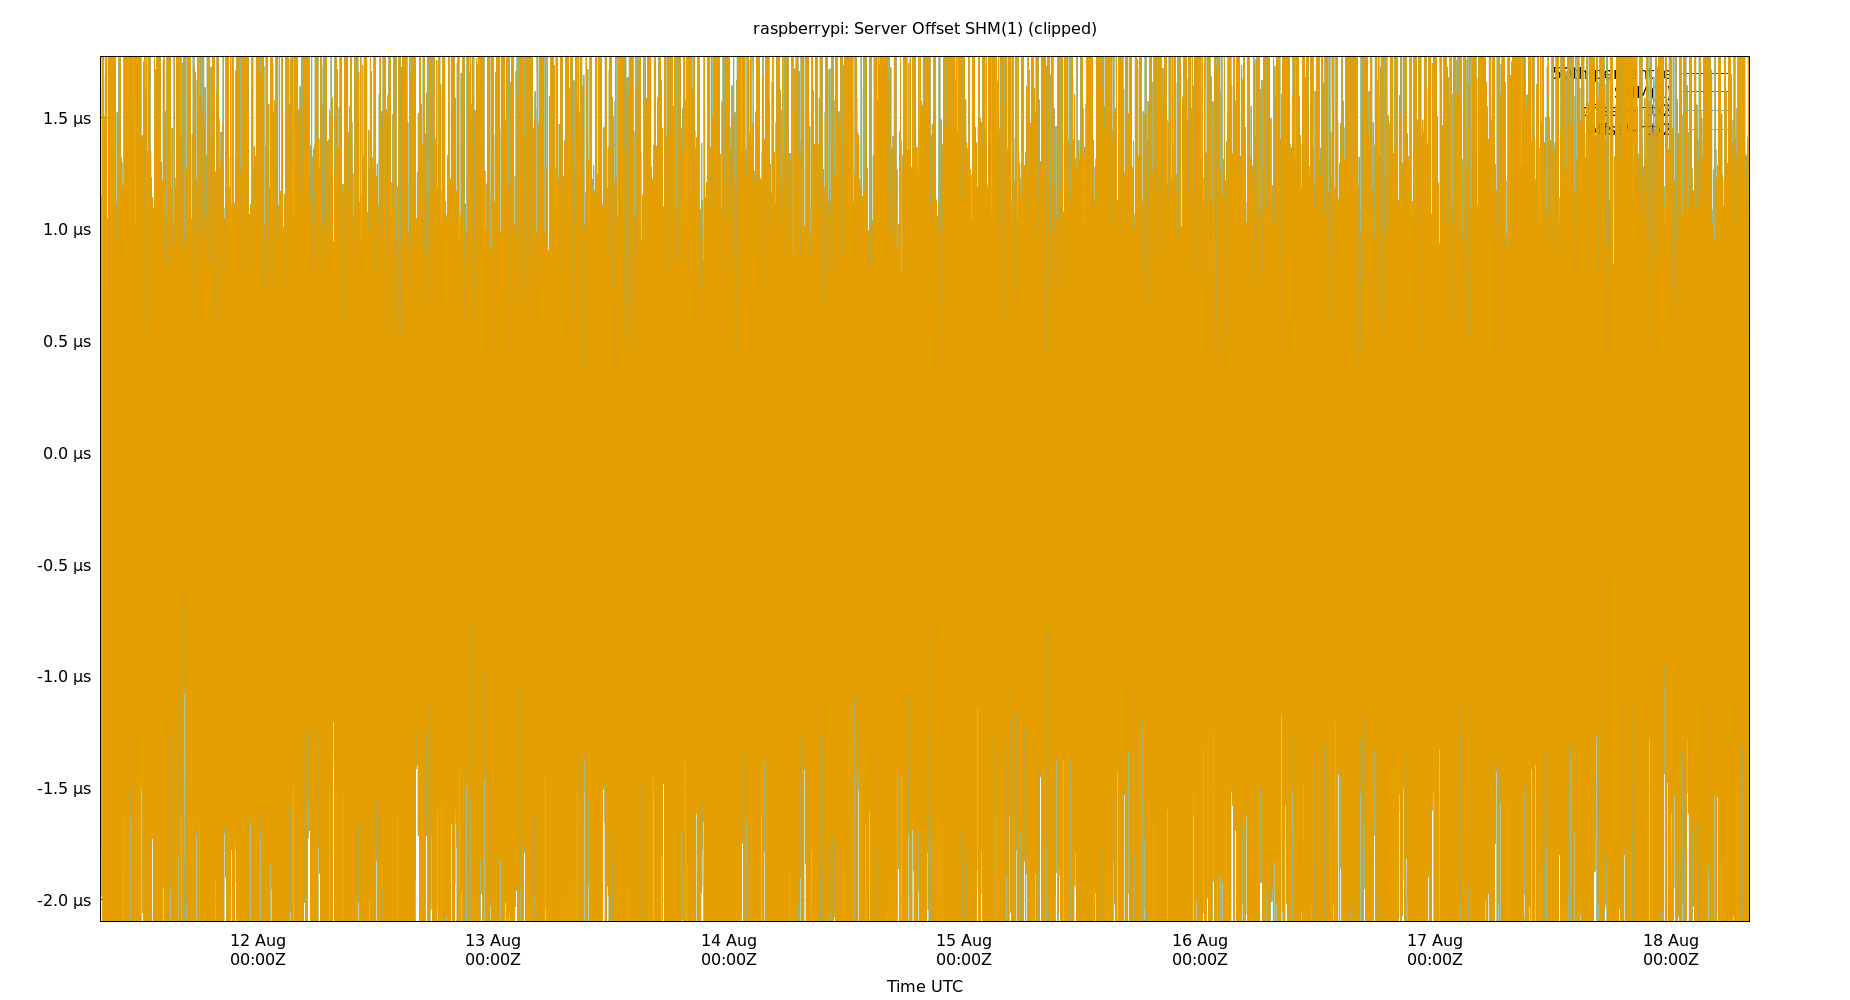 raspberrypi: Server Offset SHM(1) (clipped)
1.5 µs
1.0 µs
0.5 µs
0.0 µs
-0.5 µs
-1.0 µs
-1.5 µs
-2.0 µs
12 Aug 13 Aug 14 Aug 15 Aug 16 Aug 17 Aug 18 Aug
00:00Z 00:00Z 00:00Z 00:00Z 00:00Z 00:00Z 00:00Z
Time UTC